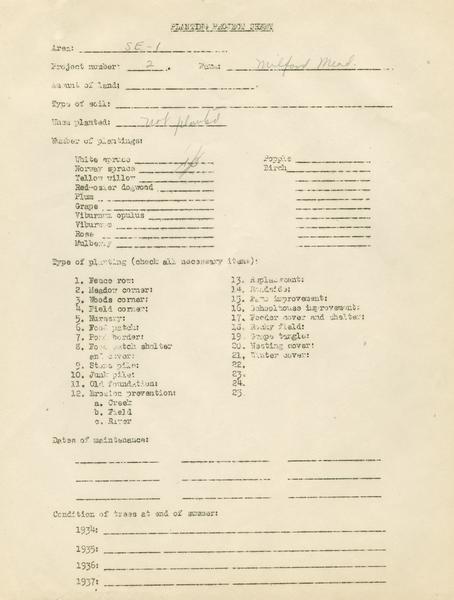 PLANTING PROJECT SHEET
Area: SE-1
Project number: 2. Name: Milford Mead.
Amount of land:
Type of soil:
When planted: not planted
Number of plantings:
White spruce
Norway spruce
Yellow willow
Red-osier dogwood
Plum
Grape
Viburnum opulus
Viburnum
Rose
Mulberry
Popple
Birch
Type of planting (check all necessary items):
1. Fence row:
2. Meadow corner:
3. Woods corner:
4. Field corner:
5. Nursery:
6. Food patch:
7. Pond border:
8. Food patch shelter
and cover:
9. Stone pile:
10. Junk pile:
11. Old foundation:
12. Erosion prevention:
a. Creek
b. Field
c. River
13. Replacement:
14. Roadside:
15. Farm improvement:
16. Schoolhouse improvement:
17. Feeder cover and shelter:
18. Rocky field:
19. Grape tangle:
20. Nesting cover:
21. Winter cover:
22.
23.
24.
25
Dates of maintenance:
Condition of trees at end of summer:
1934:
1935:
1936:
1937: